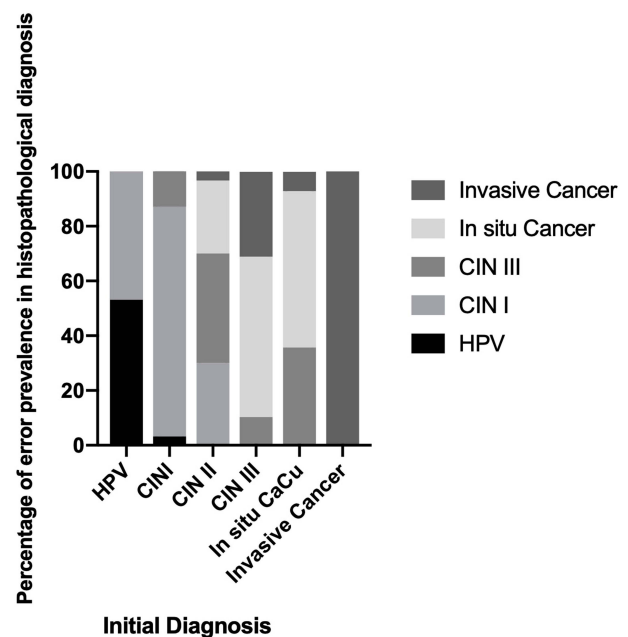 Percentage of error prevalence in histopathological diagnosis
100
80
60
40
20
0
HPV
CINI
CIN II
CIN III
In situ CaCu
Invasive Cancer
Initial Diagnosis
Invasive Cancer
In situ Cancer
CIN III
CIN I
HPV